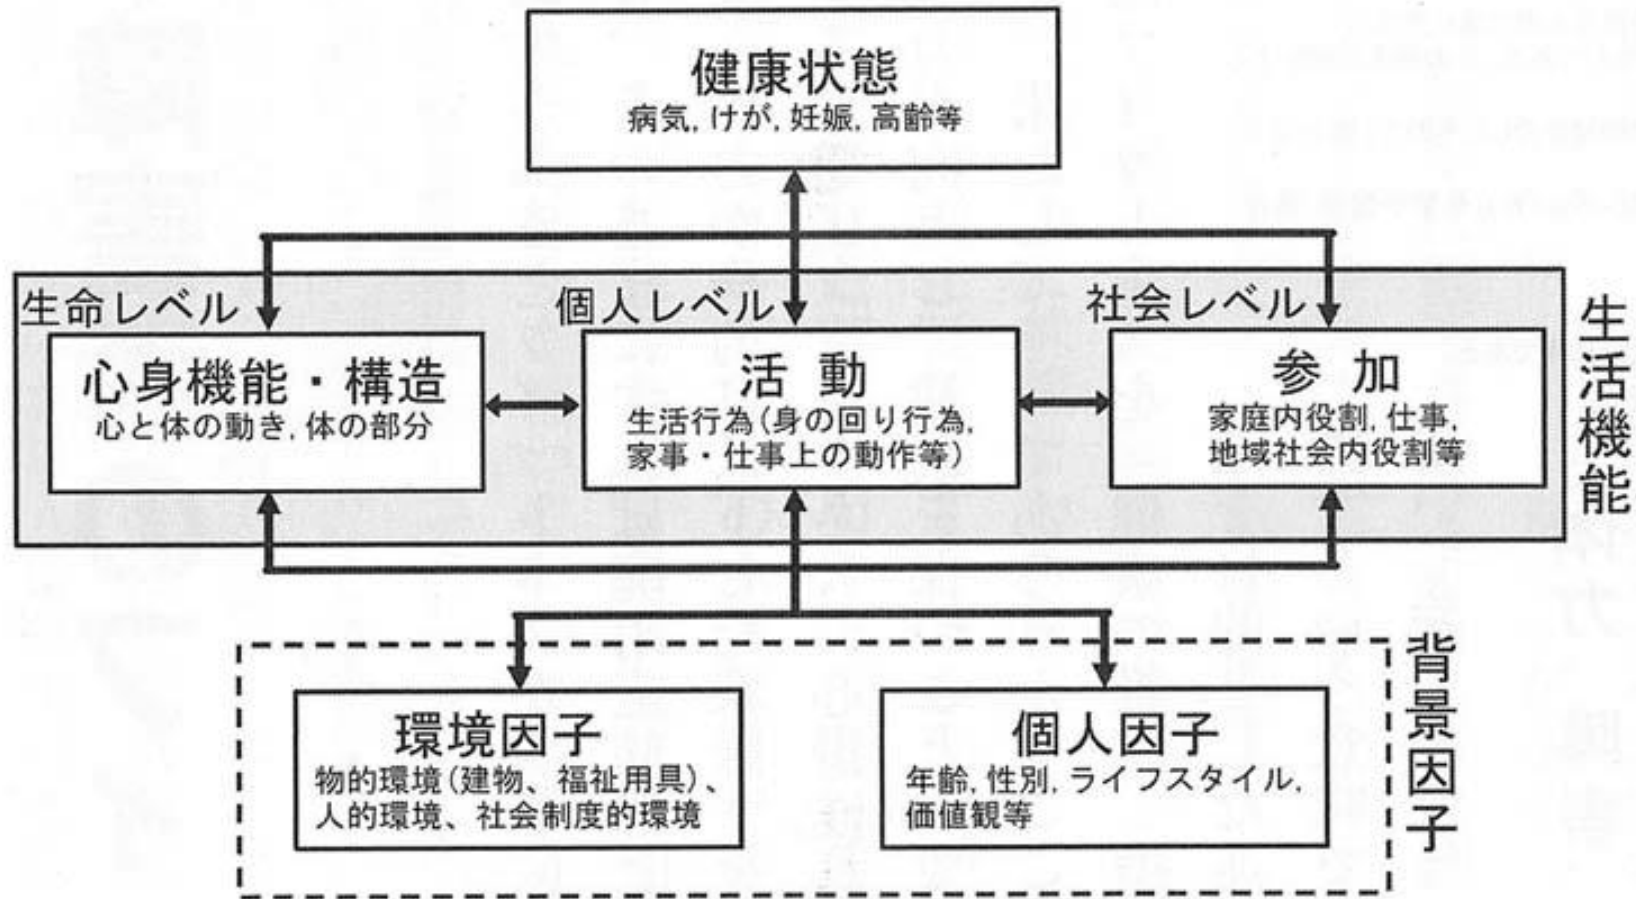 健康状態
病気, けが, 妊娠, 高齢等
生命レベル
個人レベル
社会レベル
心身機能・構造
心と体の動き, 体の部分
活 動
生活行為(身の回り行為,
家事・仕事上の動作等)
参 加
家庭内役割, 仕事,
地域社会内役割等
生活機能
環境因子
物的環境(建物、福祉用具)、
人的環境、社会制度的環境
個人因子
年齢, 性別, ライフスタイル,
価値観等
背景因子